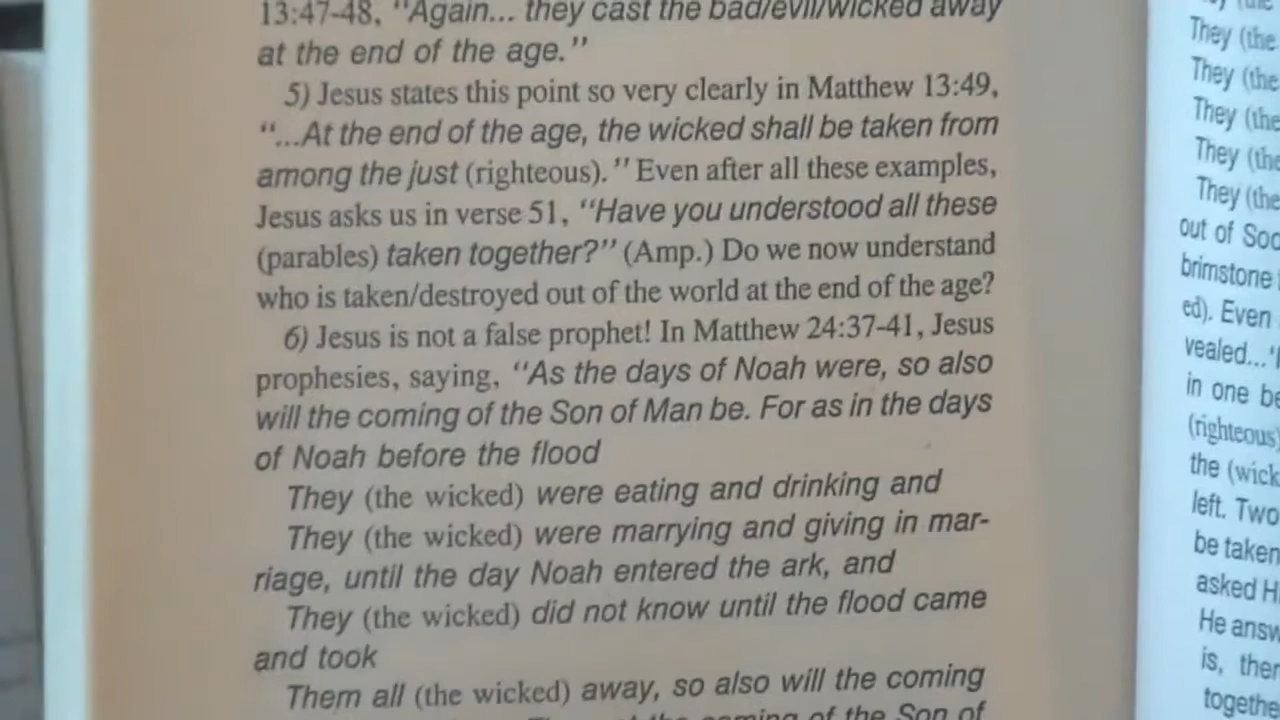 13:47-48, "Again... they cast the bad/evil/wicked away
at the end of the age."
5) Jesus states this point so very clearly in Matthew 13:49,
"...At the end of the age, the wicked shall be taken from
among the just (righteous)." Even after all these examples,
Jesus asks us in verse 51, "Have you understood all these
(parables) taken together?" (Amp.) Do we now understand
who is taken/destroyed out of the world at the end of the age?
6) Jesus is not a false prophet! In Matthew 24:37-41, Jesus
prophesies, saying, "As the days of Noah were, so also
will the coming of the Son of Man be. For as in the days
of Noah before the flood
They (the wicked) were eating and drinking and
They (the wicked) were marrying and giving in mar-
riage, until the day Noah entered the ark, and
They (the wicked) did not know until the flood came
and took
Them all (the wicked) away, so also will the coming
the coming of the Son of
They (the
They (the
They (the
They (the
They (the
out of
brimstone
ed). Even
vealed...
in one
(righteous)
the (wick
left. Two
be taken
asked
He answ
is, ther
togethe